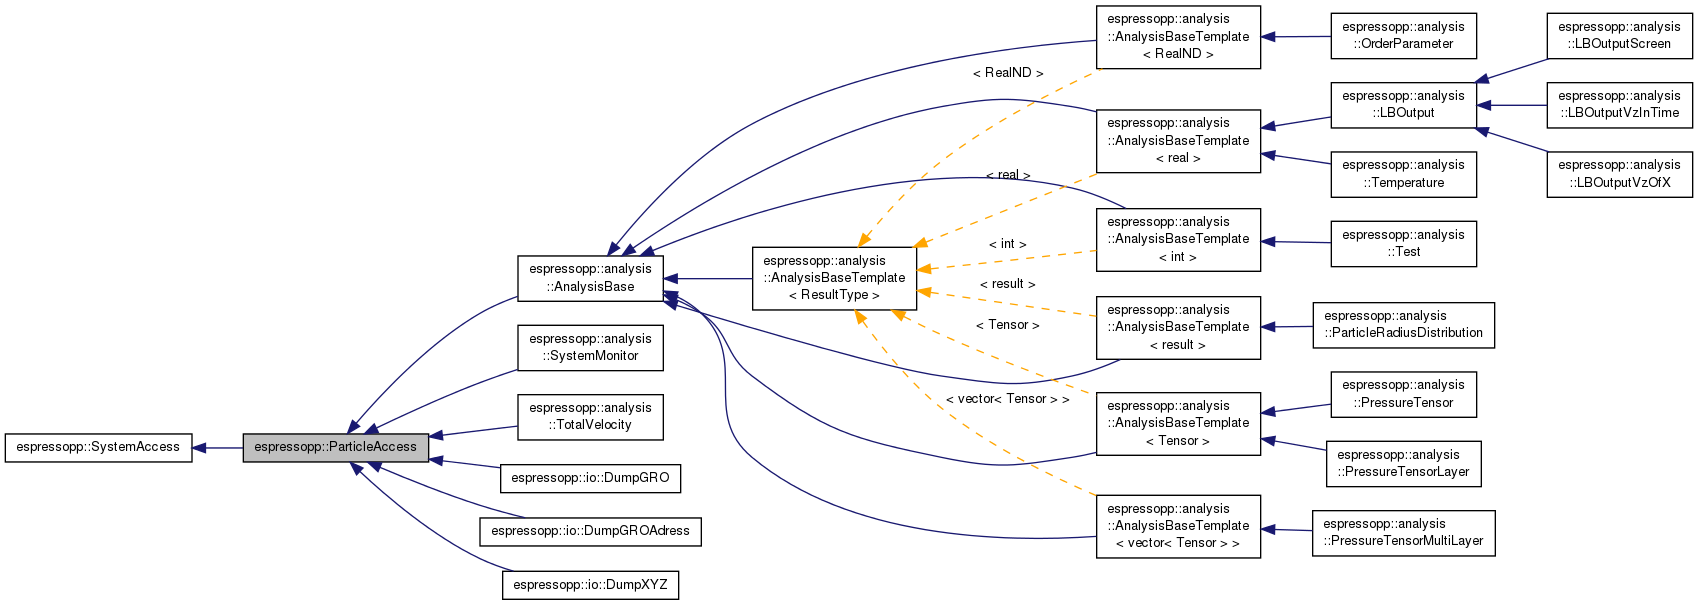 espressopp::SystemAccess
espressopp::ParticleAccess
espressopp::analysis
::AnalysisBase
espressopp::analysis
::SystemMonitor
espressopp::analysis
::TotalVelocity
espressopp::io::DumpGRO
espressopp::io::DumpGROAdress
espressopp::io::DumpXYZ
espressopp::analysis
::AnalysisBaseTemplate
< ResultType >
< RealND >
< real >
< int >
< result >
< Tensor >
< vector< Tensor > >
espressopp::analysis
::AnalysisBaseTemplate
< RealND >
espressopp::analysis
::AnalysisBaseTemplate
< real >
espressopp::analysis
::AnalysisBaseTemplate
< int >
espressopp::analysis
::AnalysisBaseTemplate
< result >
espressopp::analysis
::AnalysisBaseTemplate
< Tensor >
espressopp::analysis
::AnalysisBaseTemplate
< vector< Tensor > >
espressopp::analysis
::OrderParameter
espressopp::analysis
::LBOutput
espressopp::analysis
::Temperature
espressopp::analysis
::Test
espressopp::analysis
::ParticleRadiusDistribution
espressopp::analysis
::PressureTensor
espressopp::analysis
::PressureTensorLayer
espressopp::analysis
::PressureTensorMultiLayer
espressopp::analysis
::LBOutputScreen
espressopp::analysis
::LBOutputVzInTime
espressopp::analysis
::LBOutputVzOfX